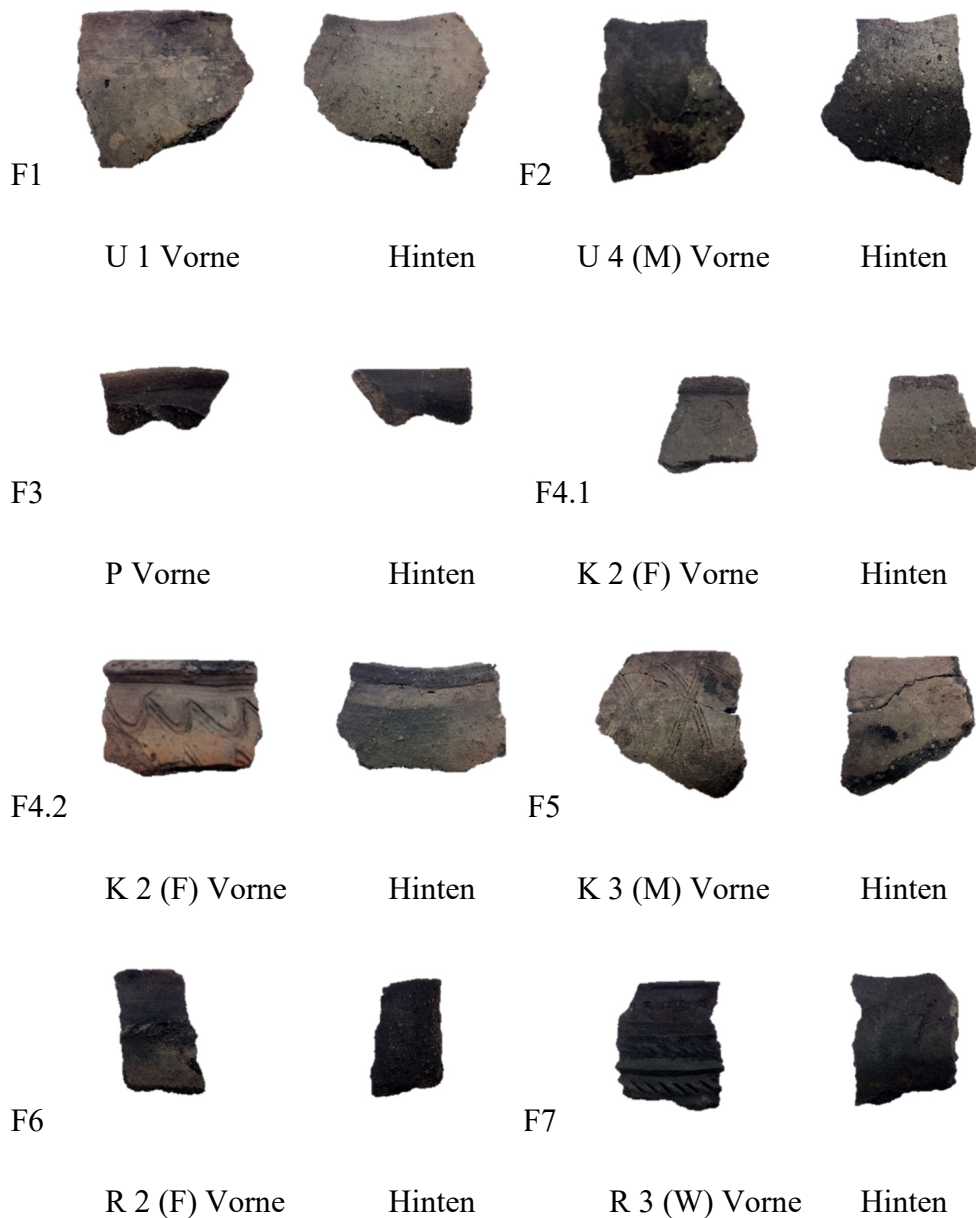 F1 F2
U 1 Vorne Hinten U 4 (M) Vorne Hinten
F3 F4.1
P Vorne Hinten K 2 (F) Vorne Hinten
F4.2 F5
K 2 (F) Vorne Hinten K 3 (M) Vorne Hinten
F6 F7
R 2 (F) Vorne Hinten R 3 (W) Vorne Hinten